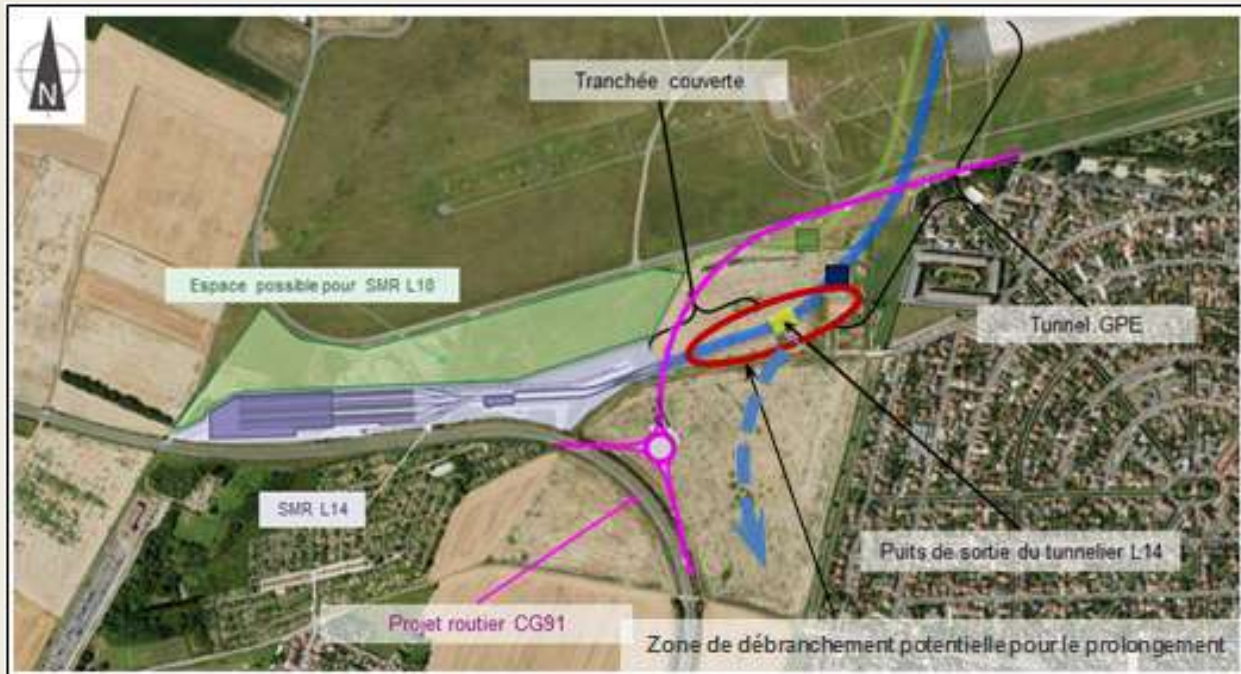 N
Tranchée couverte
Espace possible pour SMR L18
Tunnel GPE
SMR L14
Puits de sortie du tunnelier L14
Projet routier CG91
Zone de débranchement potentielle pour le prolongement